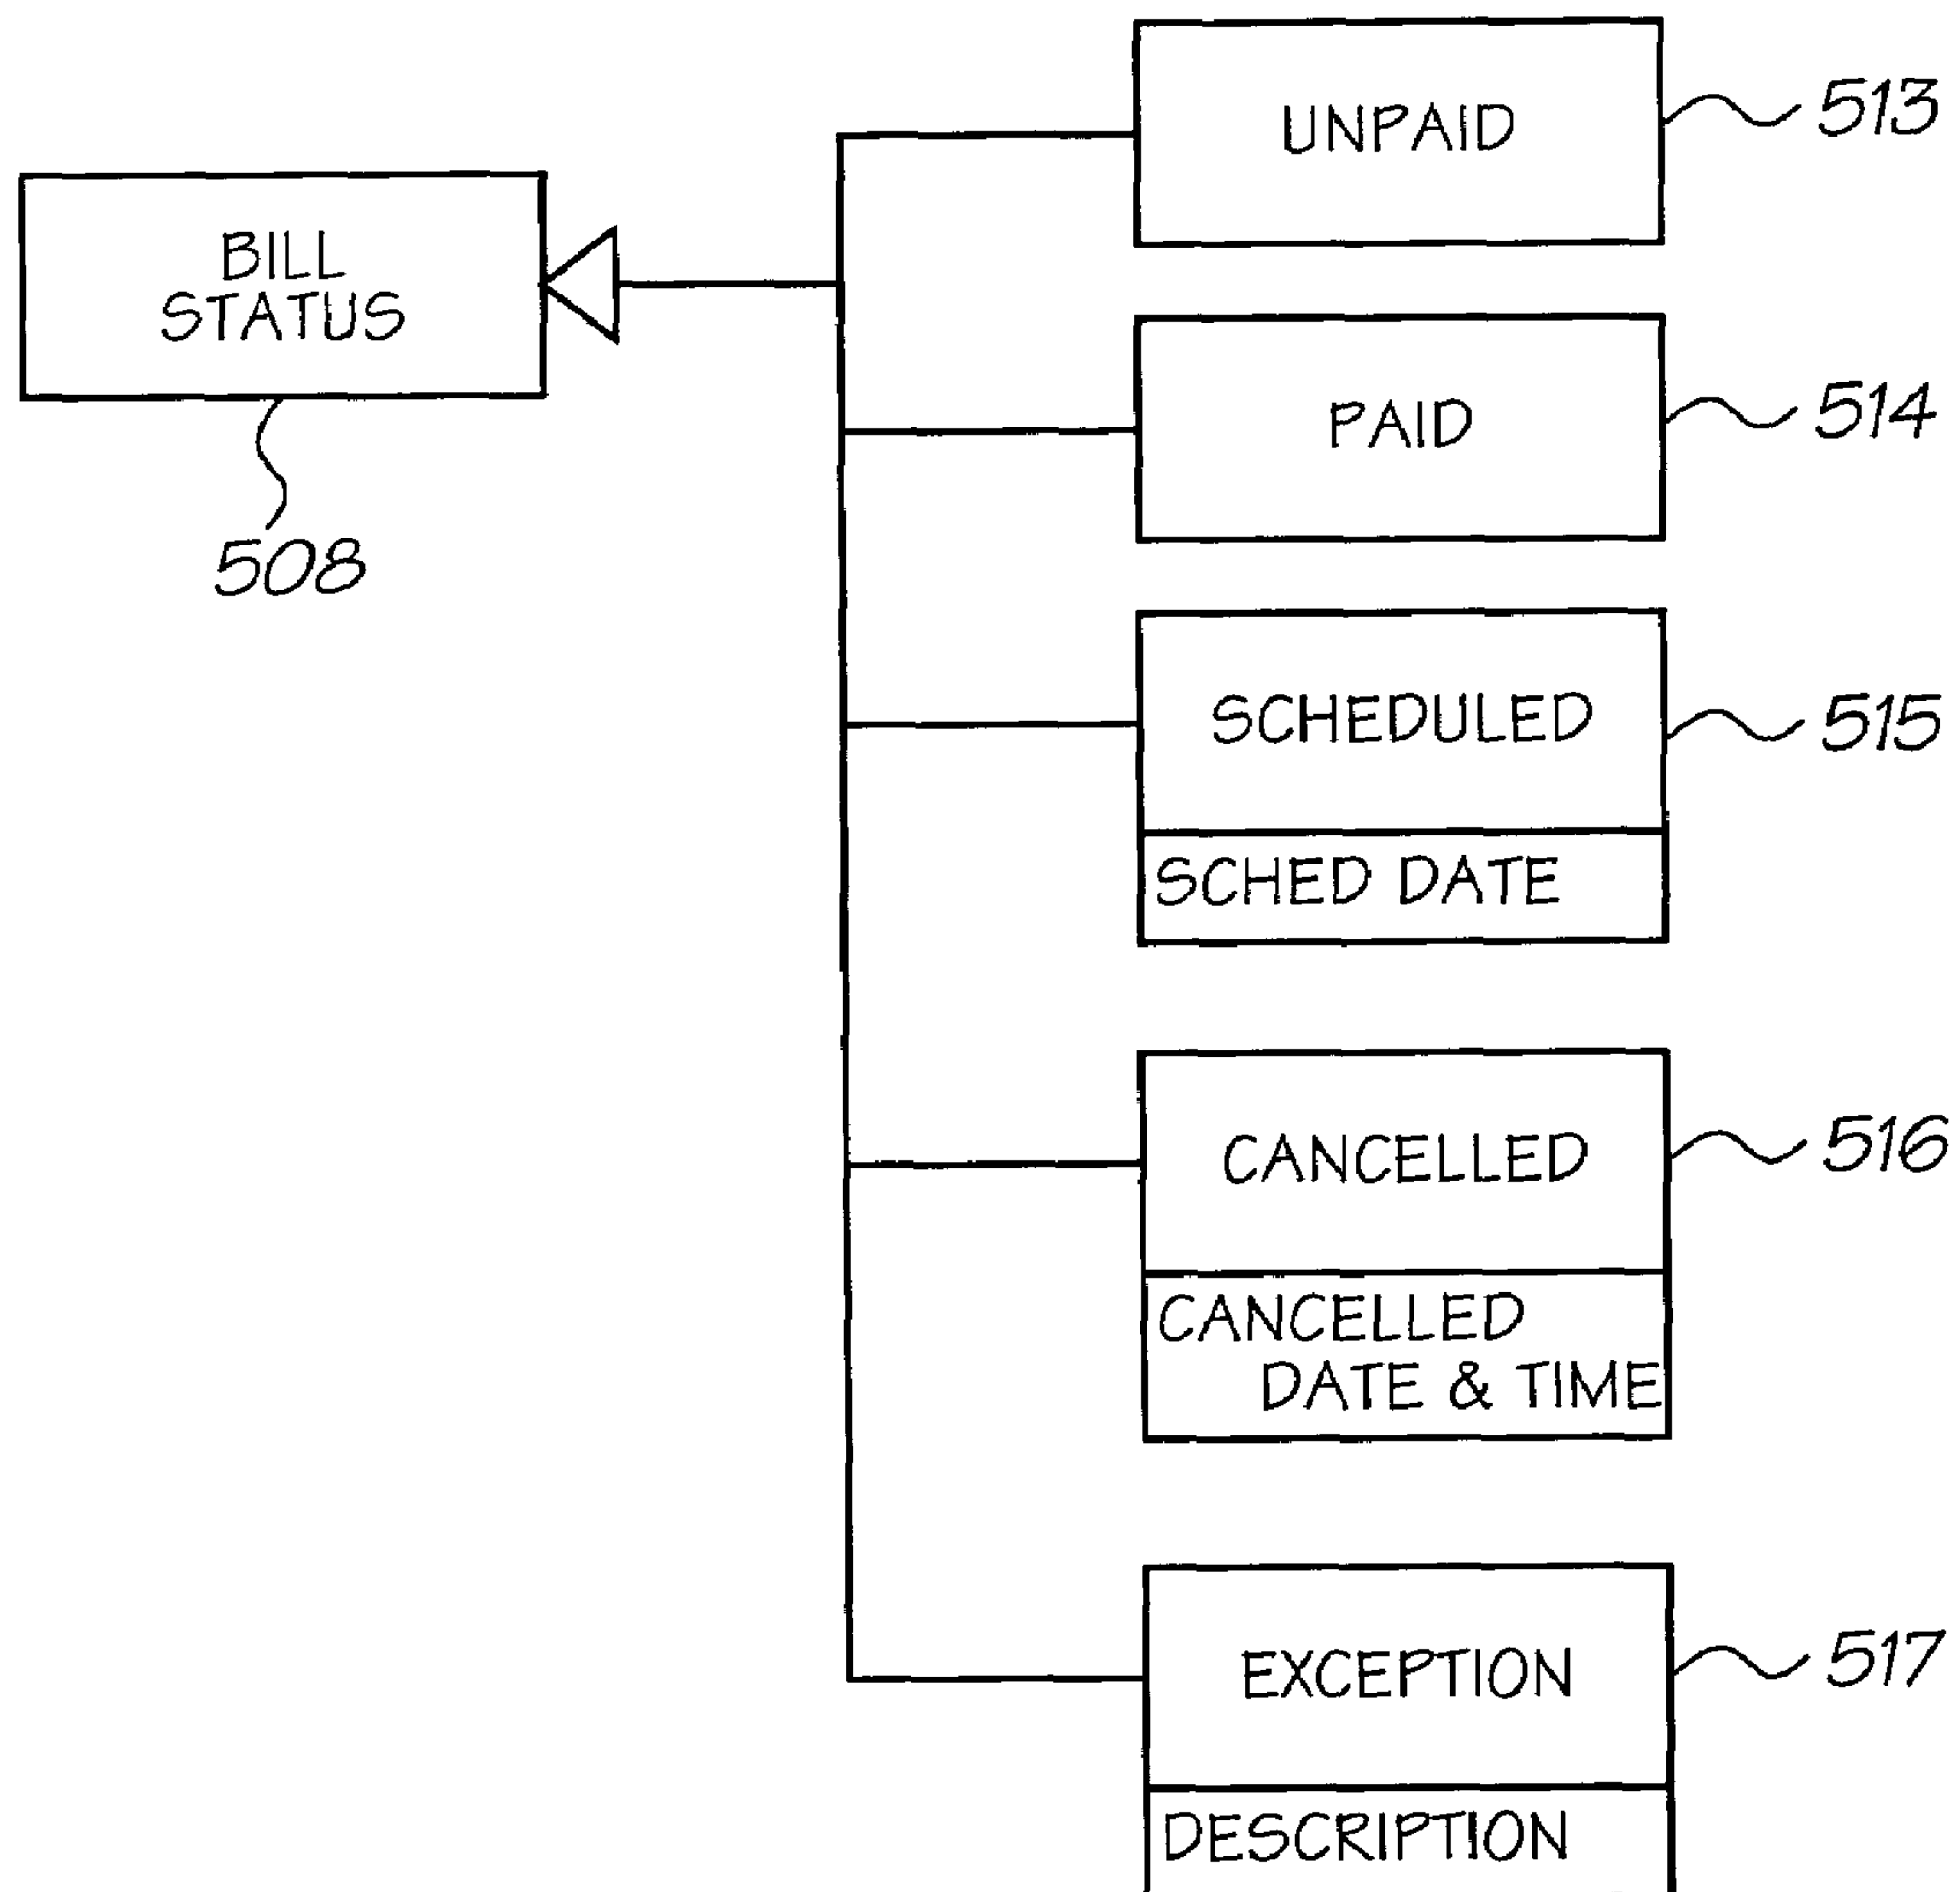 BILL
STATUS
508
UNPAID
513
PAID
514
SCHEDULED
515
SCHED DATE
CANCELLED
516
CANCELLED
DATE & TIME
EXCEPTION
517
DESCRIPTION